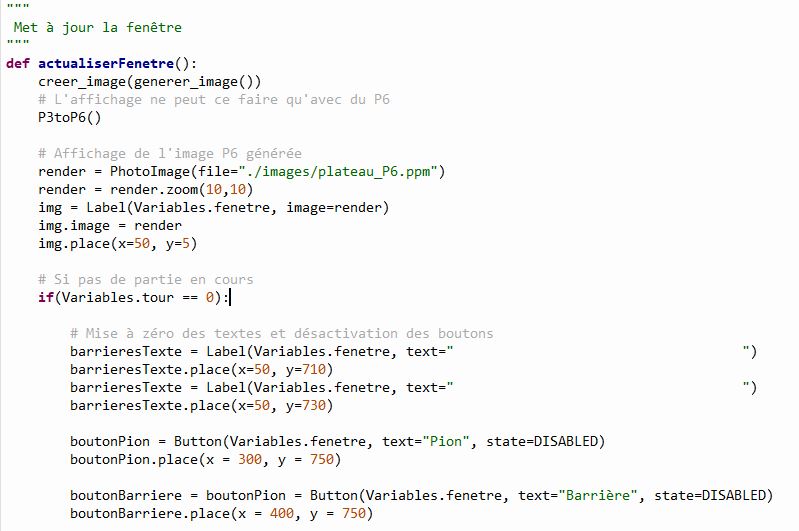 """
 Met à jour la fenêtre
"""
def actualiserFenetre():
    creer_image(generer_image())
    # L'affichage ne peut ce faire qu'avec du P6
    P3toP6()

    # Affichage de l'image P6 générée
    render = PhotoImage(file="./images/plateau_P6.ppm")
    render = render.zoom(10,10)
    img = Label(Variables.fenetre, image=render)
    img.image = render
    img.place(x=50, y=5)

    # Si pas de partie en cours
    if(Variables.tour == 0):

        # Mise à zéro des textes et désactivation des boutons
        barrieresTexte = Label(Variables.fenetre, text="                                    ")
        barrieresTexte.place(x=50, y=710)
        barrieresTexte = Label(Variables.fenetre, text="                                    ")
        barrieresTexte.place(x=50, y=730)

        boutonPion = Button(Variables.fenetre, text="Pion", state=DISABLED)
        boutonPion.place(x = 300, y = 750)

        boutonBarriere = boutonPion = Button(Variables.fenetre, text="Barrière", state=DISABLED)
        boutonBarriere.place(x = 400, y = 750)